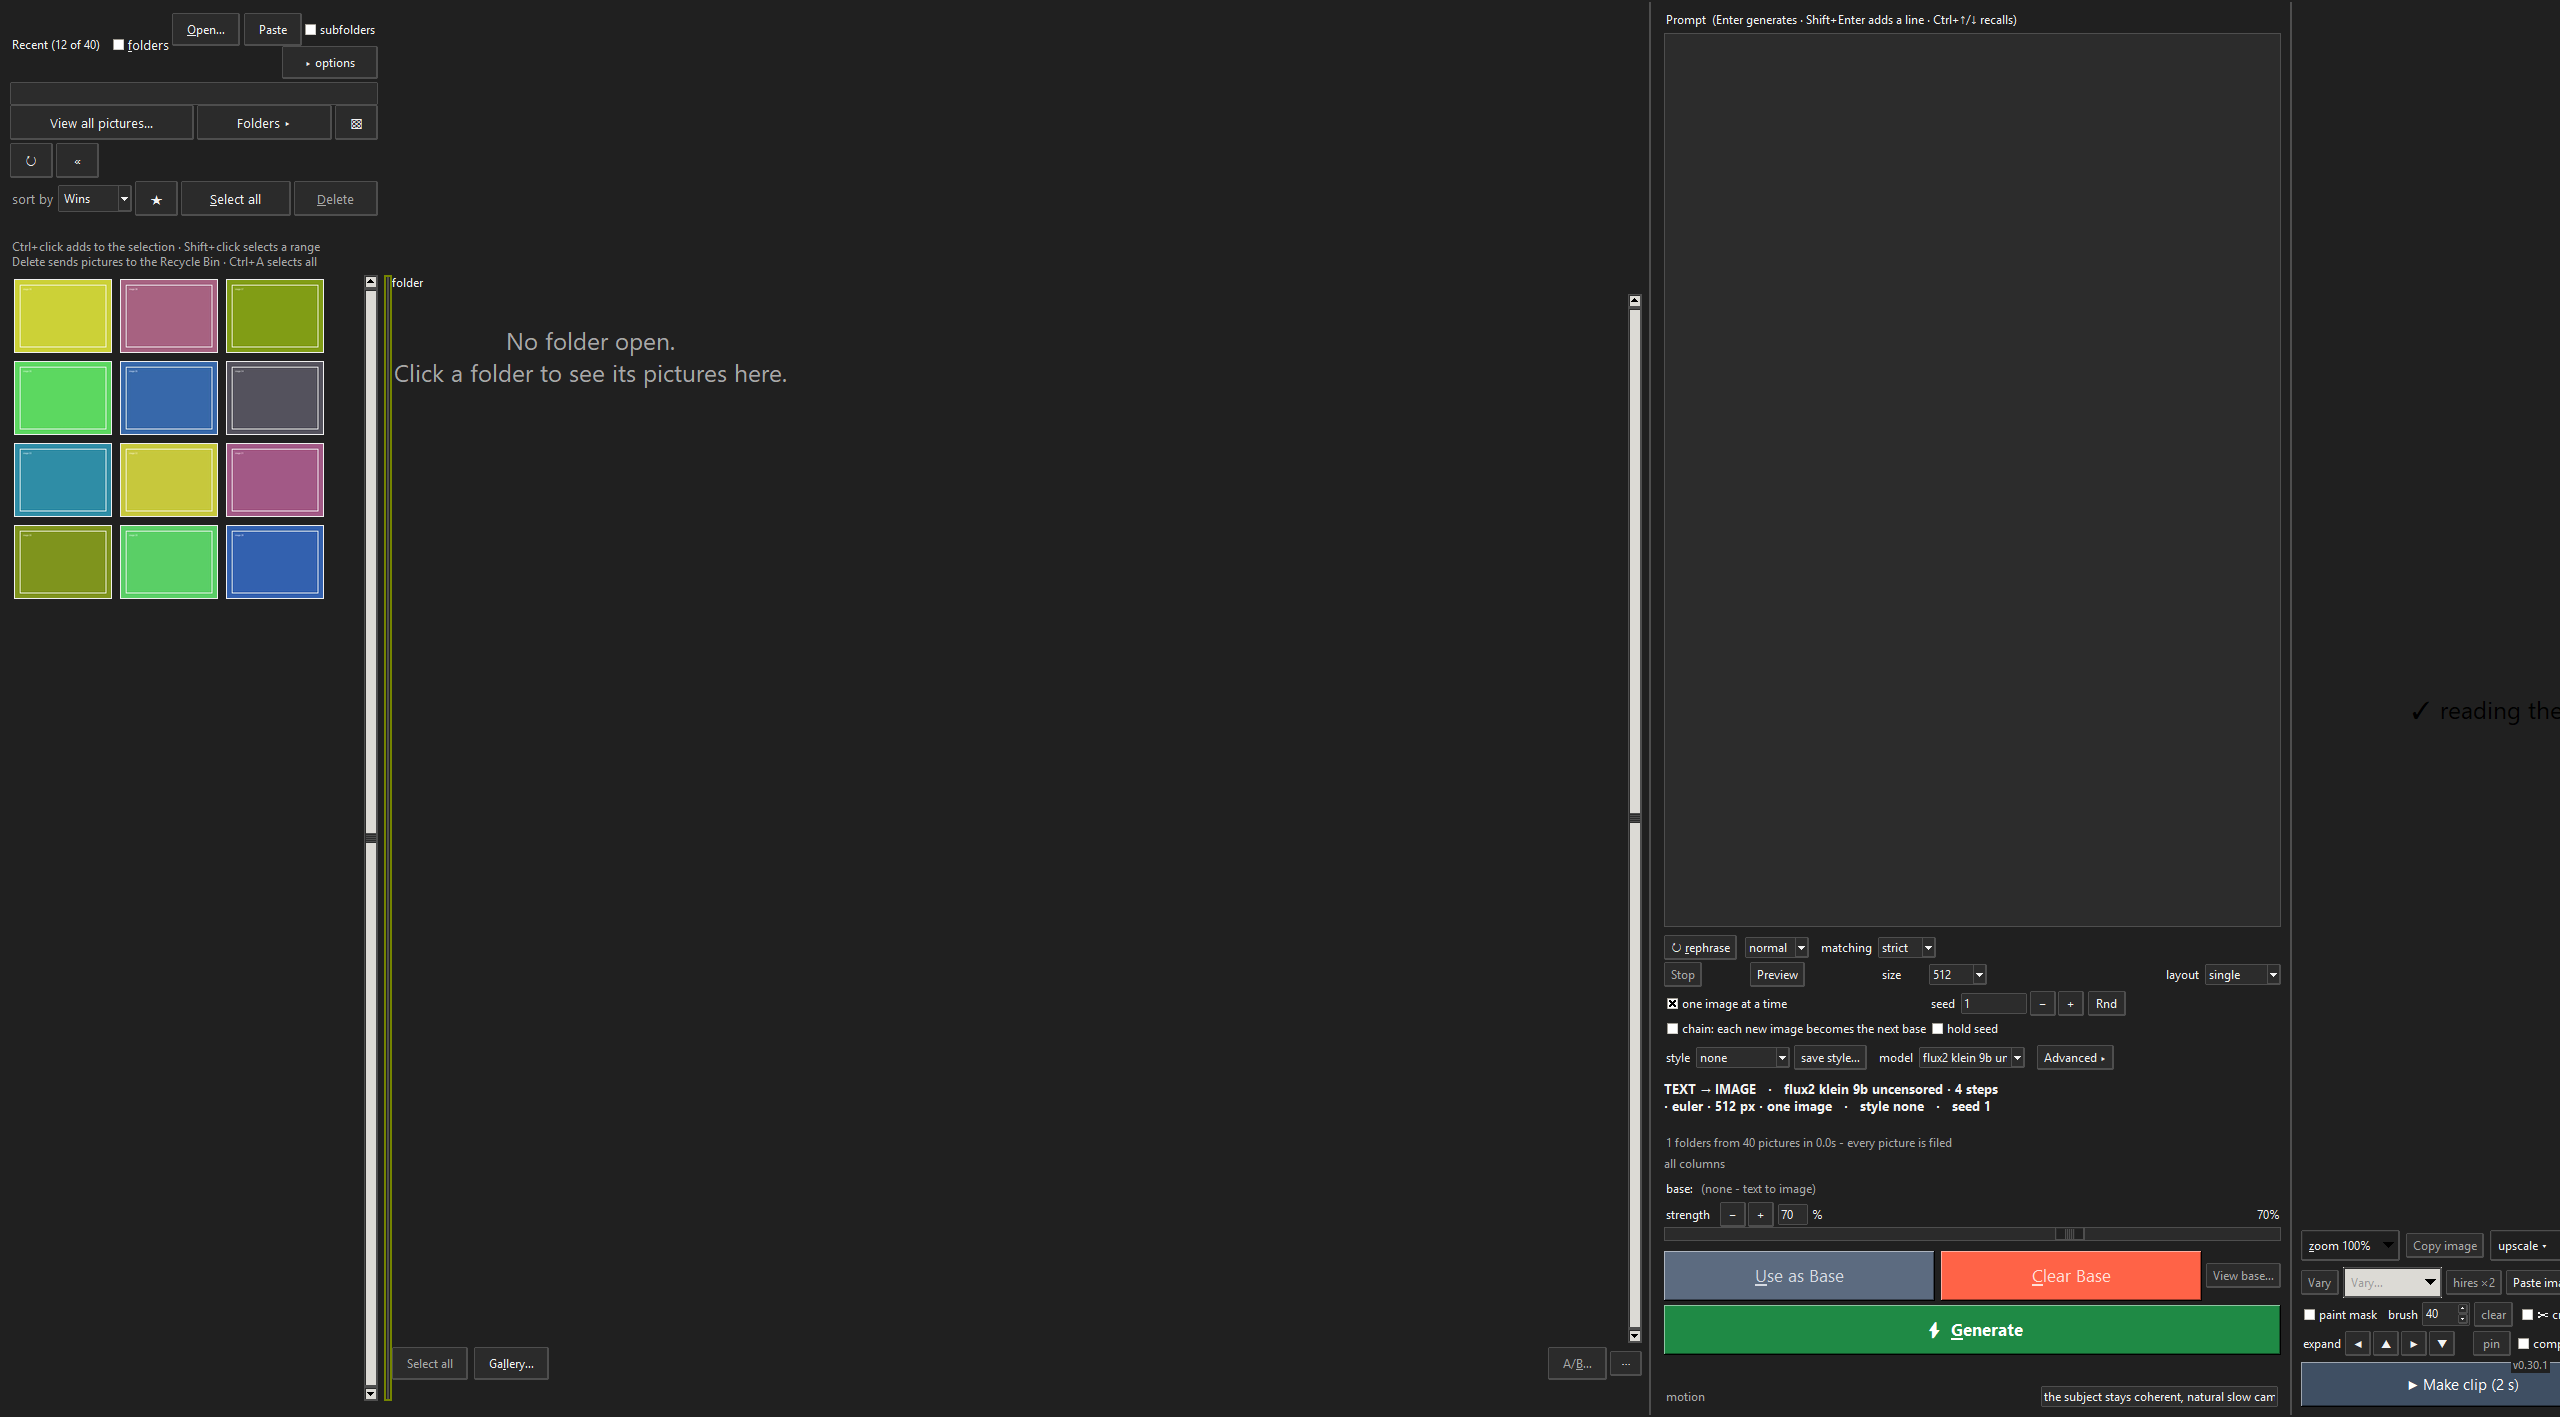 Recent (12 of 40) folders Open... Paste subfolders
▸ options
View all pictures... Folders ▸
↻ «
sort by Wins ★ Select all Delete
Ctrl+click adds to the selection · Shift+click selects a range
Delete sends pictures to the Recycle Bin · Ctrl+A selects all
folder
No folder open.
Click a folder to see its pictures here.
Select all Gallery... A/B... ...
Prompt (Enter generates · Shift+Enter adds a line · Ctrl+↑/↓ recalls)
↻ rephrase normal matching strict
Stop Preview size 512 layout single
one image at a time seed 1 − + Rnd
chain: each new image becomes the next base hold seed
style none save style... model flux2 klein 9b Advanced ▸
TEXT → IMAGE · flux2 klein 9b uncensored · 4 steps
· euler · 512 px · one image · style none · seed 1
1 folders from 40 pictures in 0.0s - every picture is filed
all columns
base: (none - text to image)
strength − + 70 % 70%
Use as Base Clear Base View base...
Generate
motion the subject stays coherent, natural slow cam
✓ reading the
zoom 100% Copy image upscale ▾
Vary Vary... hires ×2 Paste
paint mask brush 40 clear ✂
expand ◄ ▲ ► ▼ pin comp
v0.30.1
▶ Make clip (2 s)